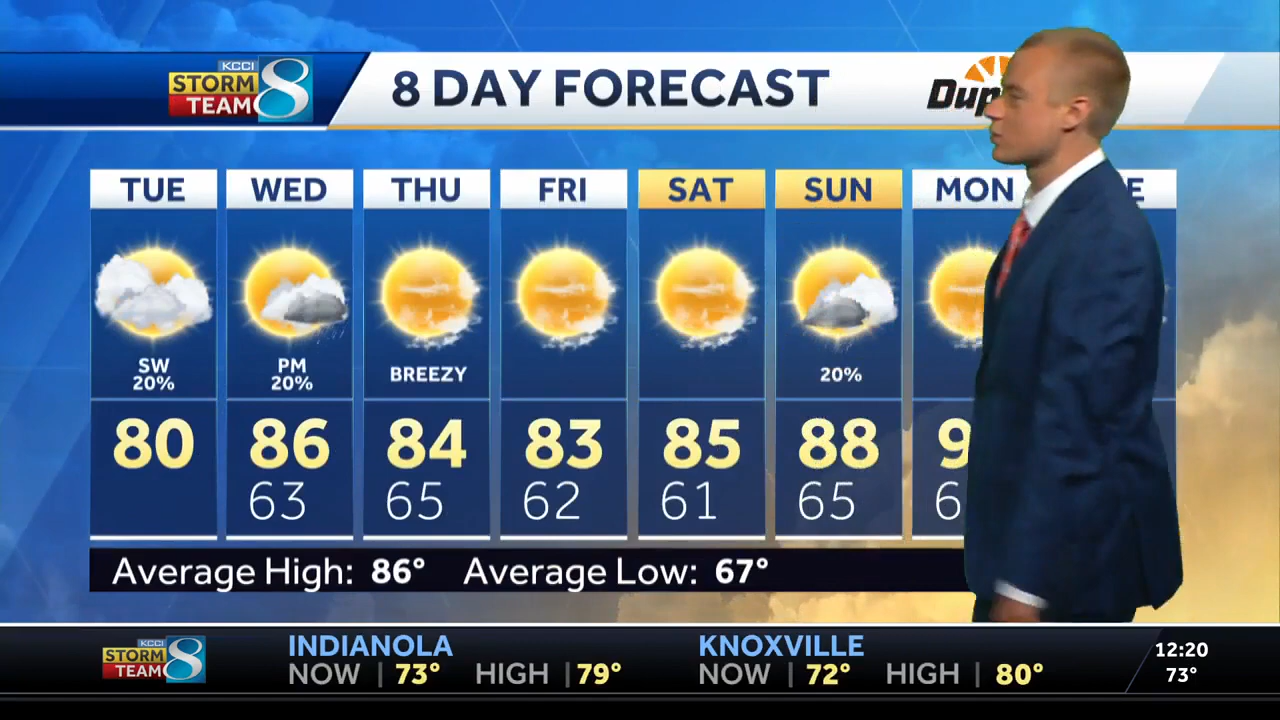 KCCI
STORM
TEAM 8
8 DAY FORECAST
TUE WED THU FRI SAT SUN MON
SW
20%
PM
20%
BREEZY
20%
80 86 84 83 85 88
63 65 62 61 65
Average High: 86° Average Low: 67°
KCCI
STORM
TEAM 8
INDIANOLA
NOW | 73° HIGH | 79°
KNOXVILLE
NOW | 72° HIGH | 80°
12:20
73°